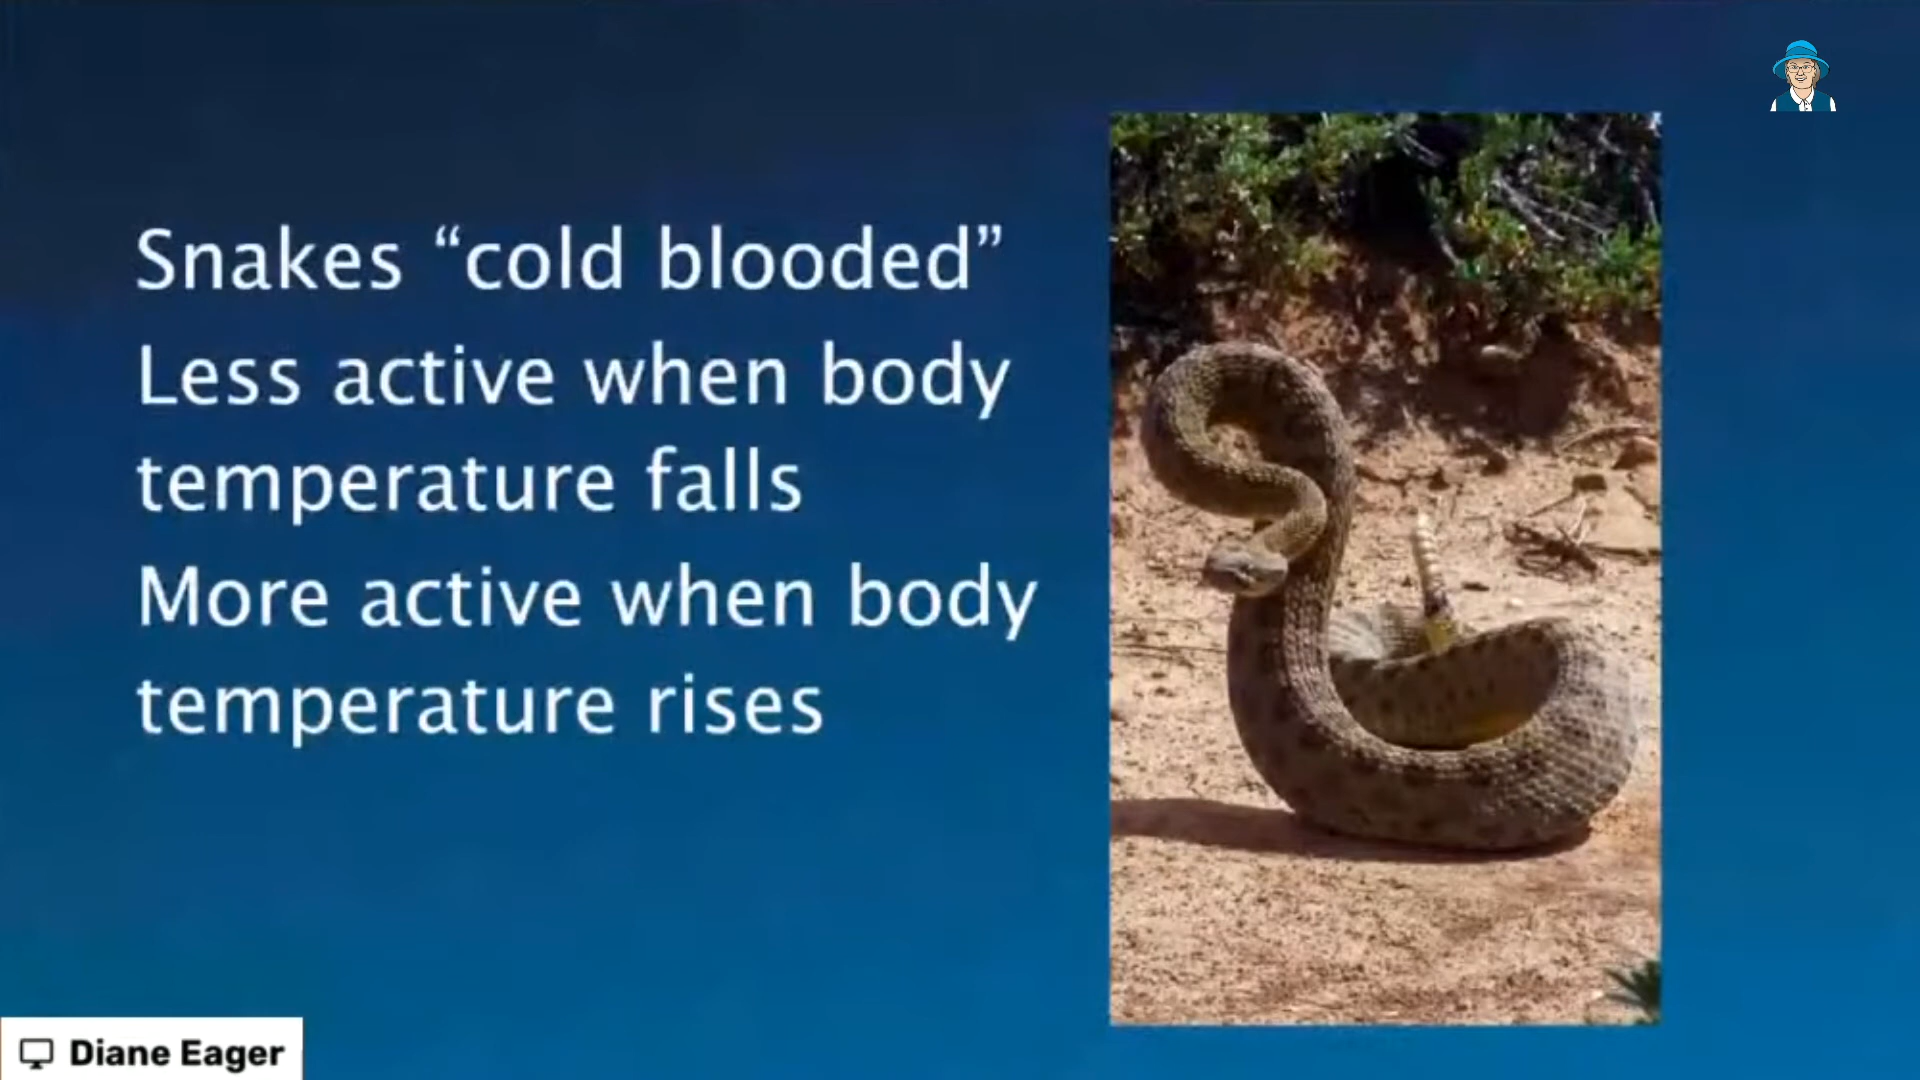 Snakes “cold blooded”
Less active when body
temperature falls
More active when body
temperature rises
Diane Eager